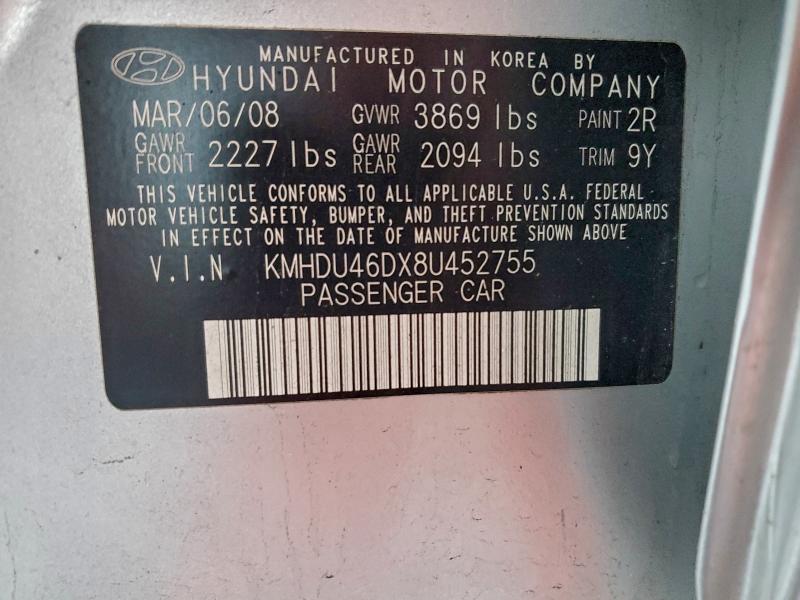 MANUFACTURED IN KOREA BY
HYUNDAI MOTOR COMPANY
MAR/06/08 GVWR 3869 lbs PAINT 2R
GAWR FRONT 2227 lbs GAWR REAR 2094 lbs TRIM 9Y
THIS VEHICLE CONFORMS TO ALL APPLICABLE U.S.A. FEDERAL
MOTOR VEHICLE SAFETY, BUMPER, AND THEFT PREVENTION STANDARDS
IN EFFECT ON THE DATE OF MANUFACTURE SHOWN ABOVE
V.I.N KMHDU46DX8U452755
PASSENGER CAR